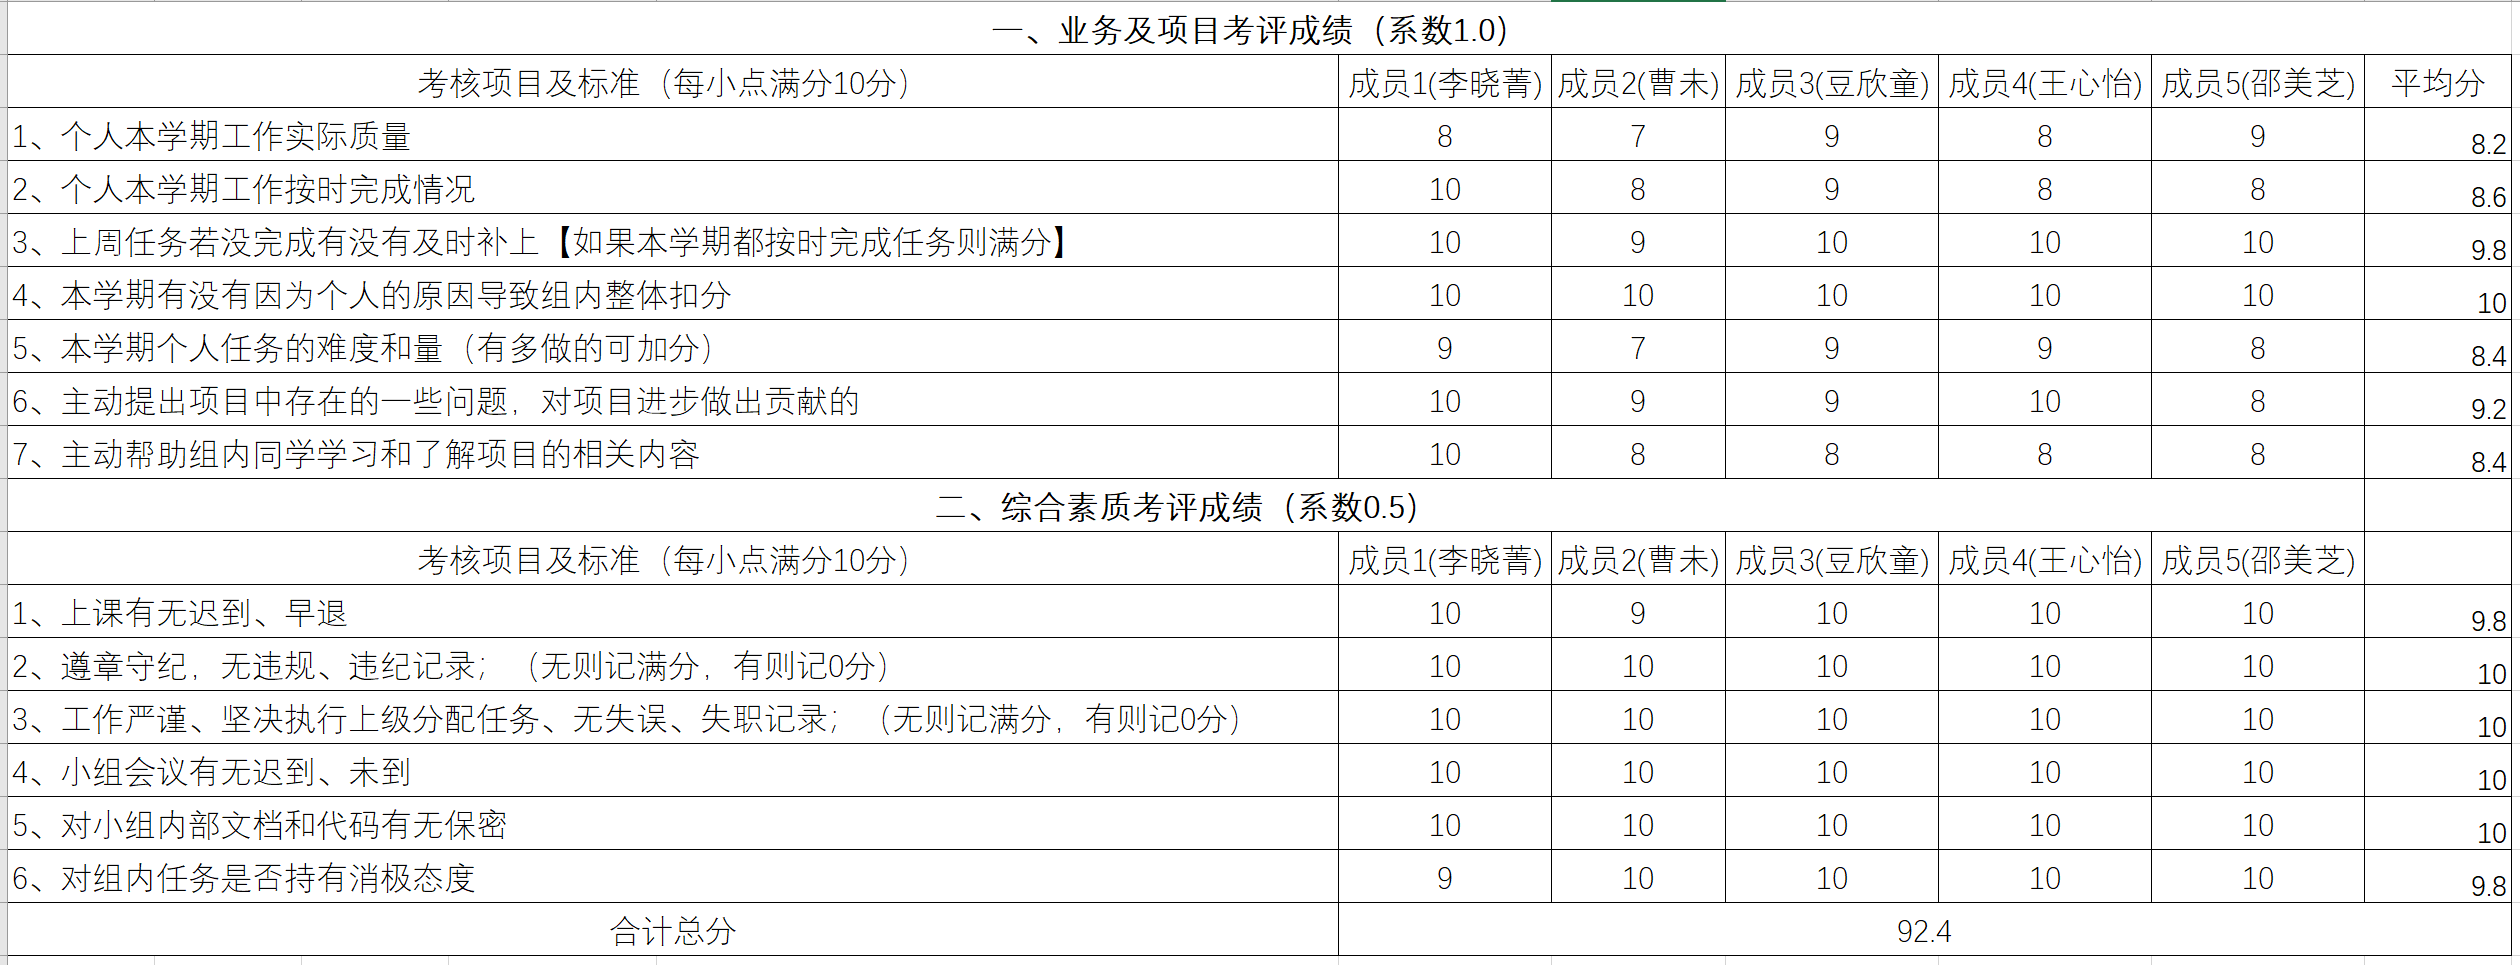 一、业务及项目考评成绩（系数1.0）
考核项目及标准（每小点满分10分） 成员1(李晓菁) 成员2(曹未) 成员3(豆欣童) 成员4(王心怡) 成员5(邵美芝) 平均分
1、个人本学期工作实际质量 8 7 9 8 9 8.2
2、个人本学期工作按时完成情况 10 8 9 8 8 8.6
3、上周任务若没完成有没有及时补上【如果本学期都按时完成任务则满分】 10 9 10 10 10 9.8
4、本学期有没有因为个人的原因导致组内整体扣分 10 10 10 10 10 10
5、本学期个人任务的难度和量（有多做的可加分） 9 7 9 9 8 8.4
6、主动提出项目中存在的一些问题，对项目进步做出贡献的 10 9 9 10 8 9.2
7、主动帮助组内同学学习和了解项目的相关内容 10 8 8 8 8 8.4
二、综合素质考评成绩（系数0.5）
考核项目及标准（每小点满分10分） 成员1(李晓菁) 成员2(曹未) 成员3(豆欣童) 成员4(王心怡) 成员5(邵美芝)
1、上课有无迟到、早退 10 9 10 10 10 9.8
2、遵章守纪，无违规、违纪记录；（无则记满分，有则记0分） 10 10 10 10 10 10
3、工作严谨、坚决执行上级分配任务、无失误、失职记录；（无则记满分，有则记0分） 10 10 10 10 10 10
4、小组会议有无迟到、未到 10 10 10 10 10 10
5、对小组内部文档和代码有无保密 10 10 10 10 10 10
6、对组内任务是否持有消极态度 9 10 10 10 10 9.8
合计总分 92.4